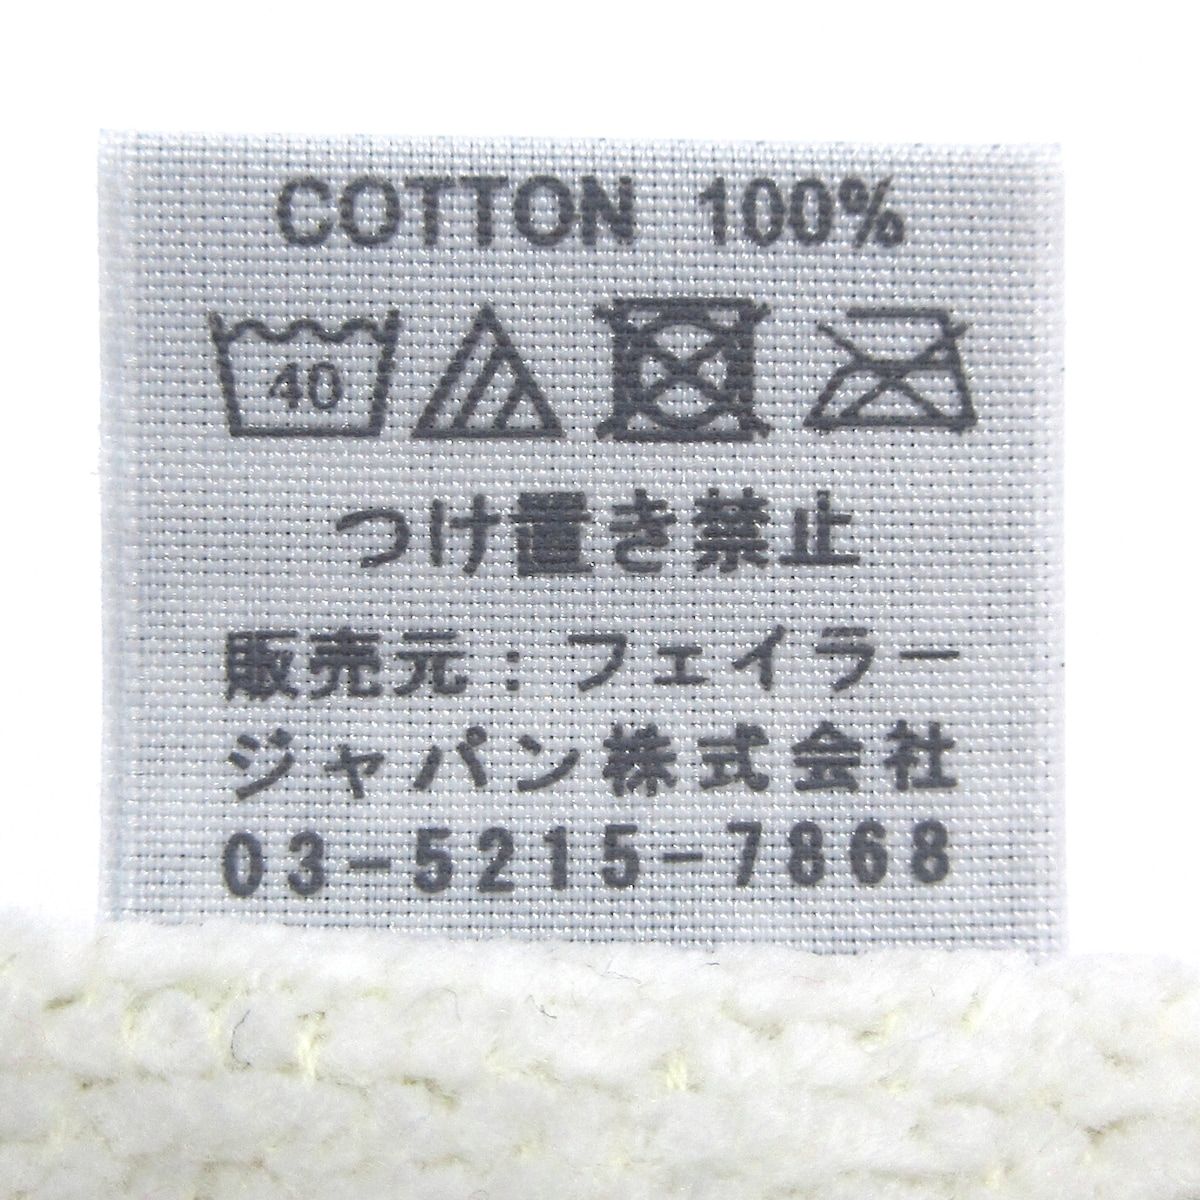 COTTON 100%
40
つけ置き禁止
販売元：フェイラー
ジャパン株式会社
03-5215-7868